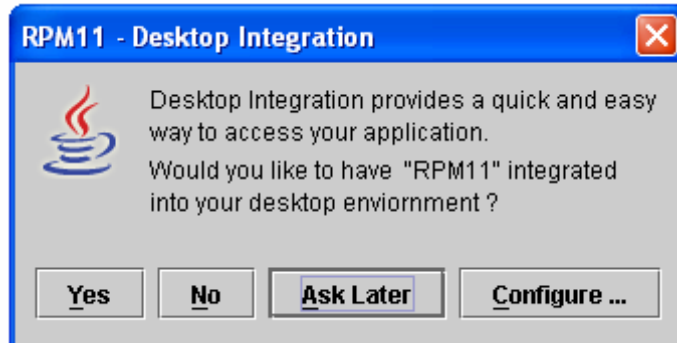 RPM11 - Desktop Integration
Desktop Integration provides a quick and easy
way to access your application.
Would you like to have "RPM11" integrated
into your desktop enviornment ?
Yes No Ask Later Configure ...